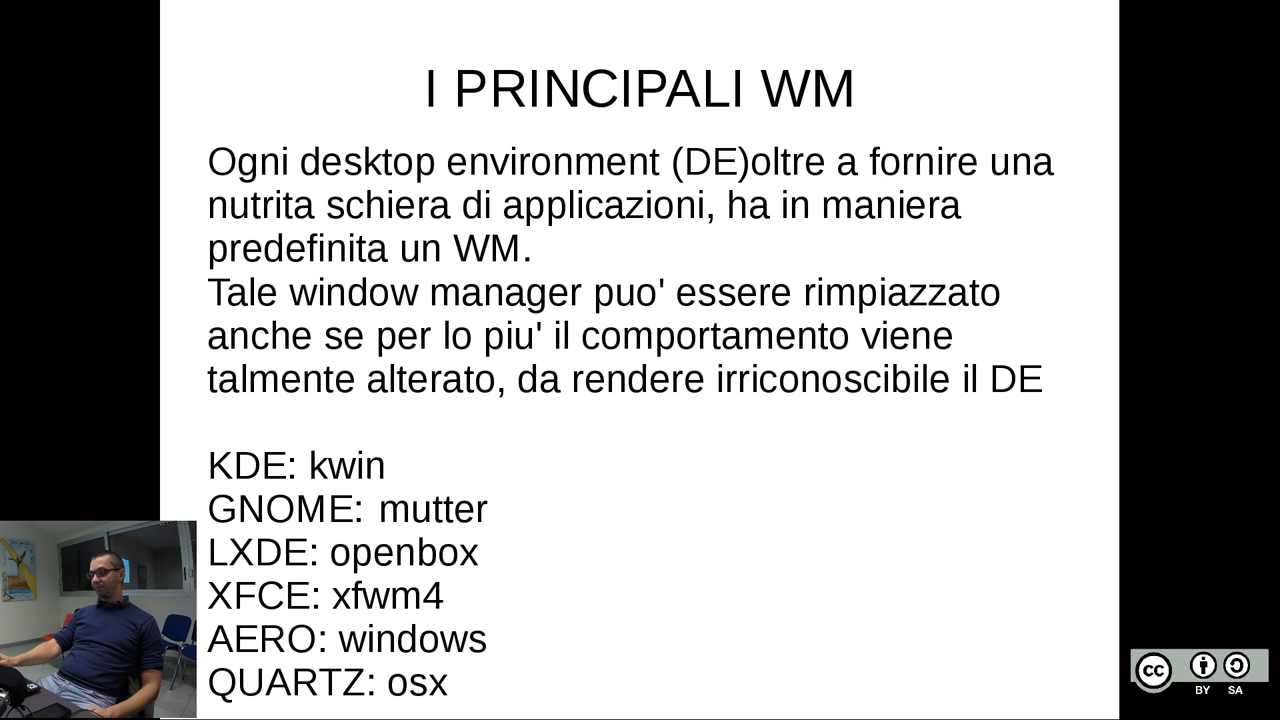 I PRINCIPALI WM
Ogni desktop environment (DE)oltre a fornire una
nutrita schiera di applicazioni, ha in maniera
predefinita un WM.
Tale window manager puo' essere rimpiazzato
anche se per lo piu' il comportamento viene
talmente alterato, da rendere irriconoscibile il DE
KDE: kwin
GNOME: mutter
LXDE: openbox
XFCE: xfwm4
AERO: windows
QUARTZ: osx
cc
BY SA